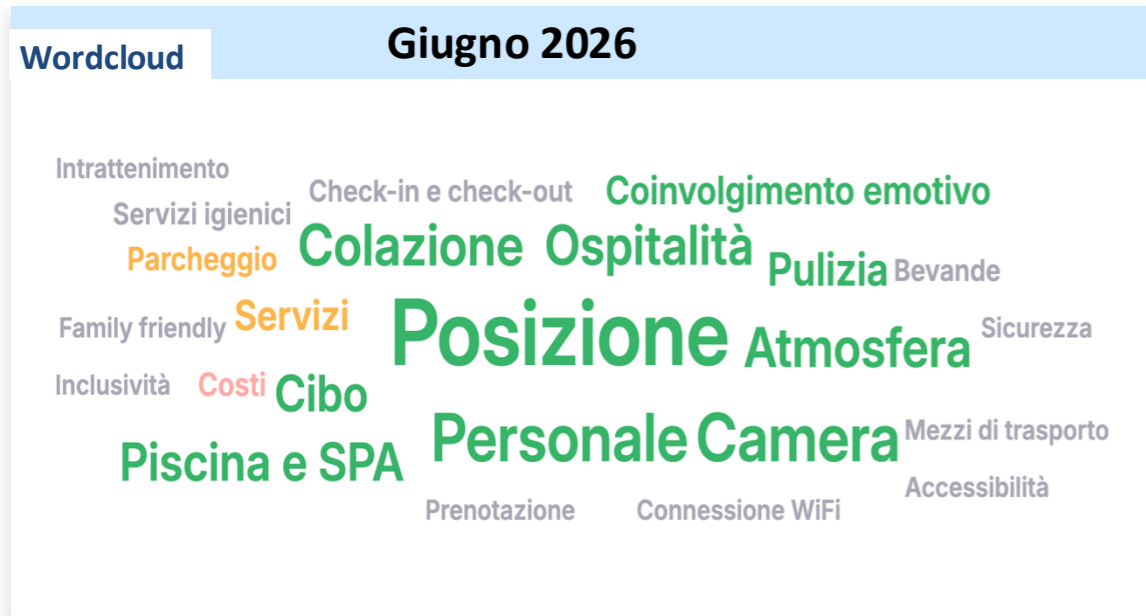 Wordcloud
Giugno 2026
Intrattenimento
Check-in e check-out
Coinvolgimento emotivo
Servizi igienici
Colazione
Ospitalità
Parcheggio
Pulizia
Bevande
Family friendly
Servizi
Posizione
Atmosfera
Sicurezza
Inclusività
Costi
Cibo
Personale
Camera
Mezzi di trasporto
Piscina e SPA
Accessibilità
Prenotazione
Connessione WiFi